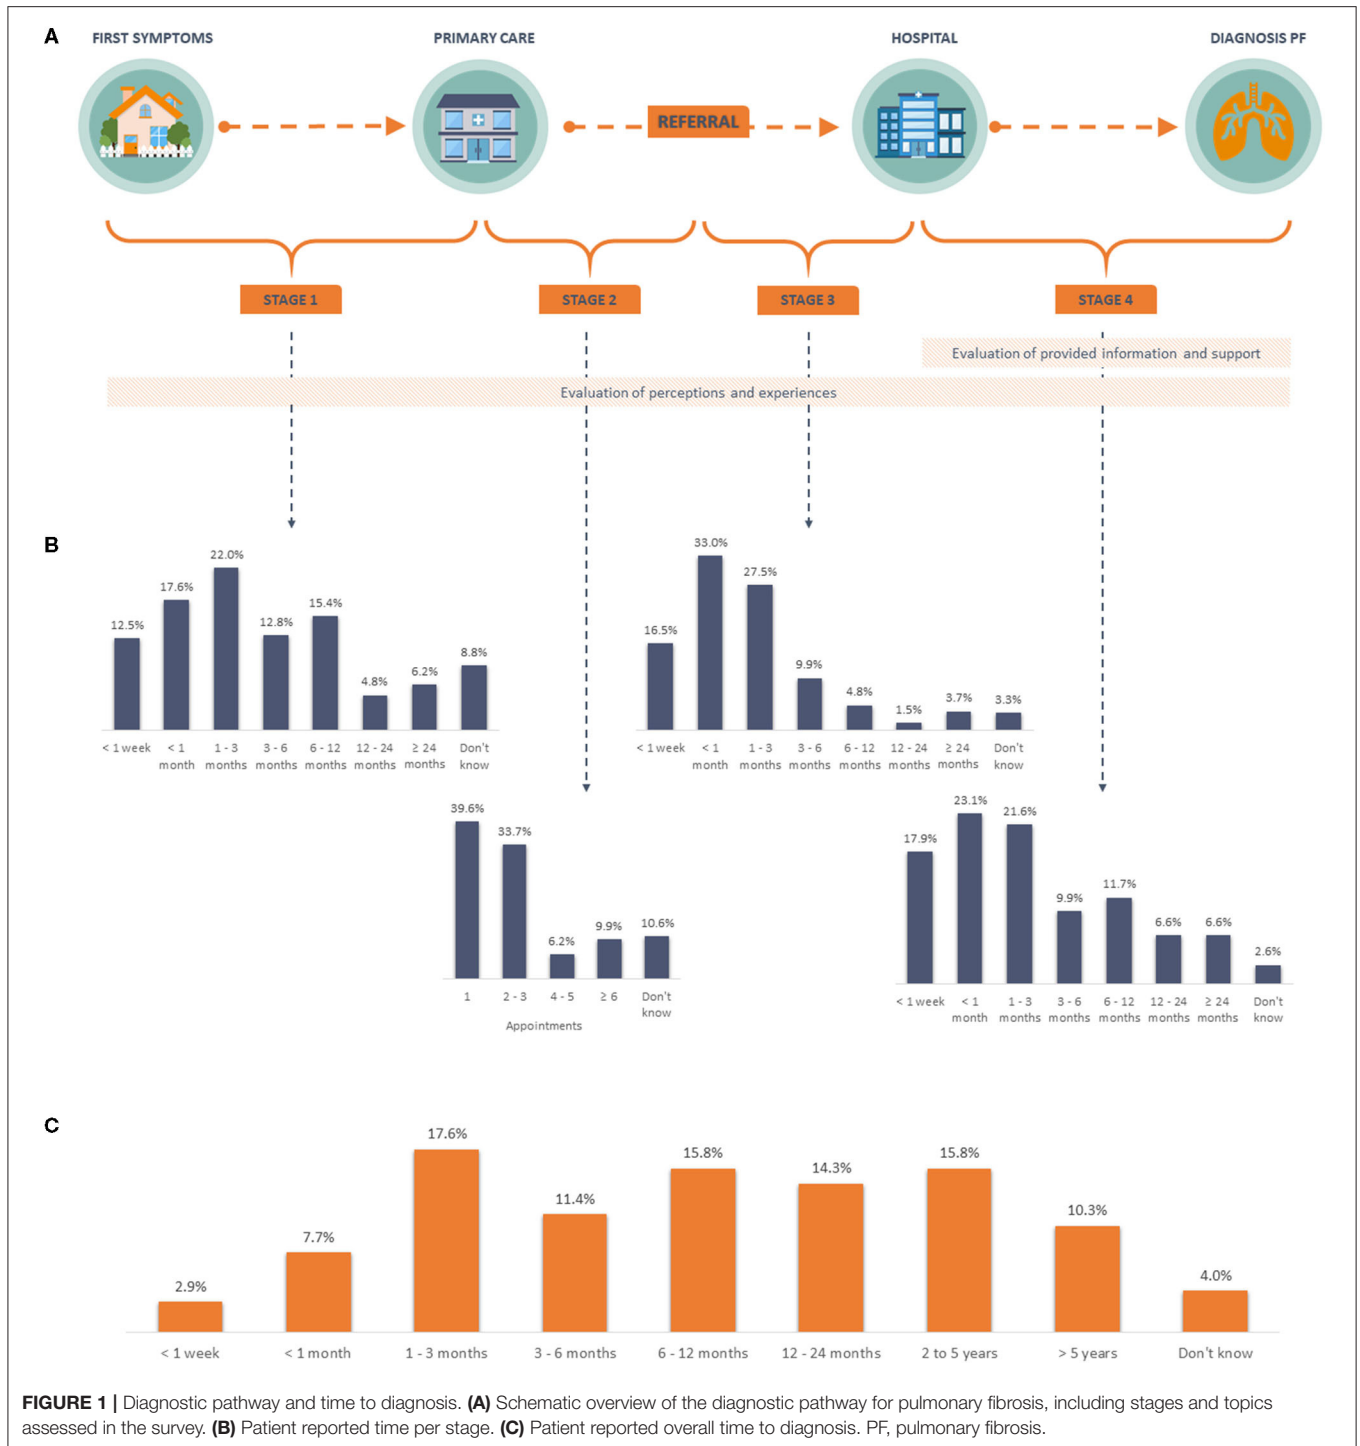 A
FIRST SYMPTOMS
PRIMARY CARE
HOSPITAL
DIAGNOSIS PF
REFERRAL
STAGE 1
STAGE 2
STAGE 3
STAGE 4
Evaluation of provided information and support
Evaluation of perceptions and experiences
B
12.5%
17.6%
22.0%
12.8%
15.4%
4.8%
6.2%
8.8%
< 1 week
< 1 month
1 - 3 months
3 - 6 months
6 - 12 months
12 - 24 months
≥ 24 months
Don't know
16.5%
33.0%
27.5%
9.9%
4.8%
1.5%
3.7%
3.3%
< 1 week
< 1 month
1 - 3 months
3 - 6 months
6 - 12 months
12 - 24 months
≥ 24 months
Don't know
39.6%
33.7%
6.2%
9.9%
10.6%
1
2 - 3
4 - 5
≥ 6
Don't know
Appointments
17.9%
23.1%
21.6%
9.9%
11.7%
6.6%
6.6%
2.6%
< 1 week
< 1 month
1 - 3 months
3 - 6 months
6 - 12 months
12 - 24 months
≥ 24 months
Don't know
C
2.9%
7.7%
17.6%
11.4%
15.8%
14.3%
15.8%
10.3%
4.0%
< 1 week
< 1 month
1 - 3 months
3 - 6 months
6 - 12 months
12 - 24 months
2 to 5 years
> 5 years
Don't know
FIGURE 1 | Diagnostic pathway and time to diagnosis. (A) Schematic overview of the diagnostic pathway for pulmonary fibrosis, including stages and topics
assessed in the survey. (B) Patient reported time per stage. (C) Patient reported overall time to diagnosis. PF, pulmonary fibrosis.